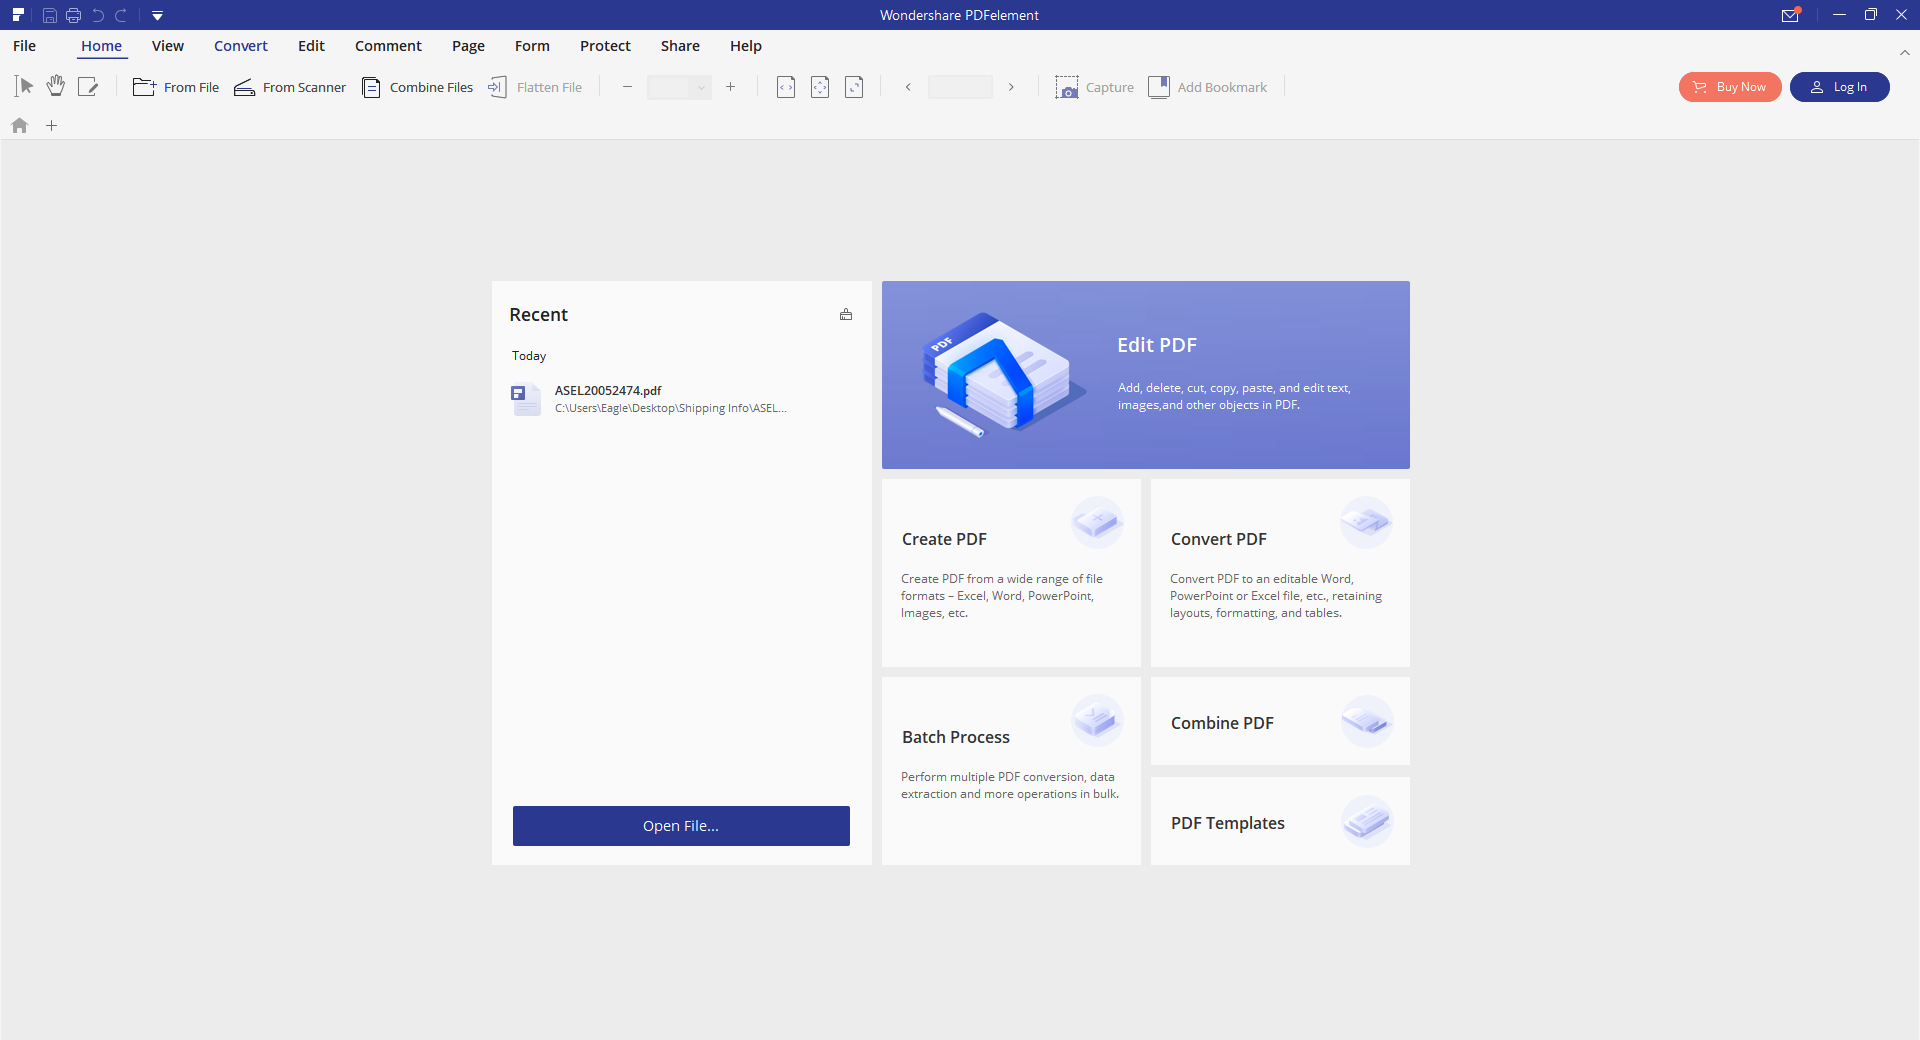 Wondershare PDFelement
File Home View Convert Edit Comment Page Form Protect Share Help
From File From Scanner Combine Files Flatten File Capture Add Bookmark Buy Now Log In
Recent
Today
ASEL20052474.pdf
C:\Users\Eagle\Desktop\Shipping Info\ASEL...
Open File...
PDF
Edit PDF
Add, delete, cut, copy, paste, and edit text,
images,and other objects in PDF.
Create PDF
Create PDF from a wide range of file
formats – Excel, Word, PowerPoint,
Images, etc.
Convert PDF
Convert PDF to an editable Word,
PowerPoint or Excel file, etc., retaining
layouts, formatting, and tables.
Batch Process
Perform multiple PDF conversion, data
extraction and more operations in bulk.
Combine PDF
PDF Templates